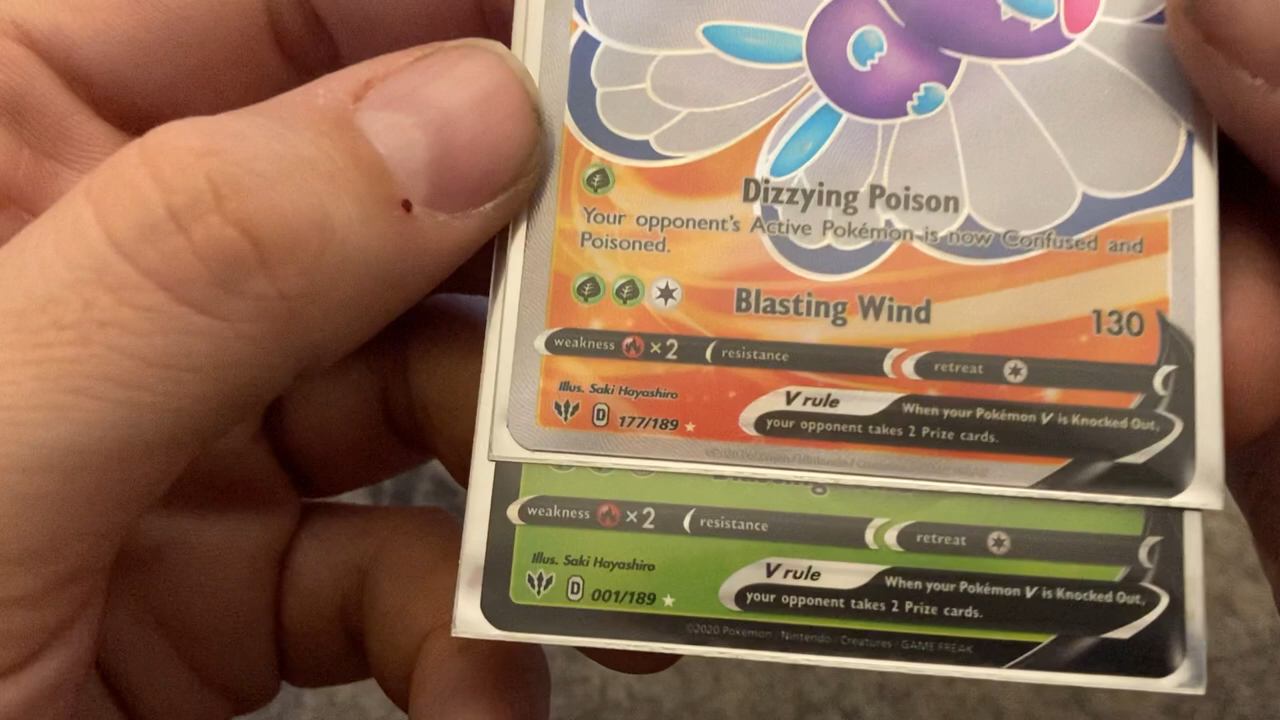 Dizzying Poison
Your opponent's Active Pokémon is now Confused and
Poisoned.
Blasting Wind 130
weakness ×2 resistance retreat
Illus. Saki Hayashiro
D 177/189
V rule When your Pokémon V is Knocked Out,
your opponent takes 2 Prize cards.
weakness ×2 resistance retreat
Illus. Saki Hayashiro
D 001/189
V rule When your Pokémon V is Knocked Out,
your opponent takes 2 Prize cards.
©2020 Pokémon / Nintendo / Creatures / GAME FREAK